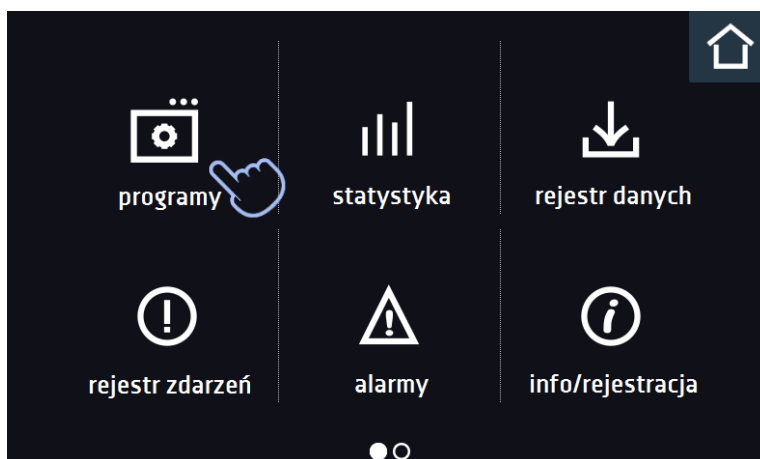 programy
statystyka
rejestr danych
rejestr zdarzeń
alarmy
info/rejestracja